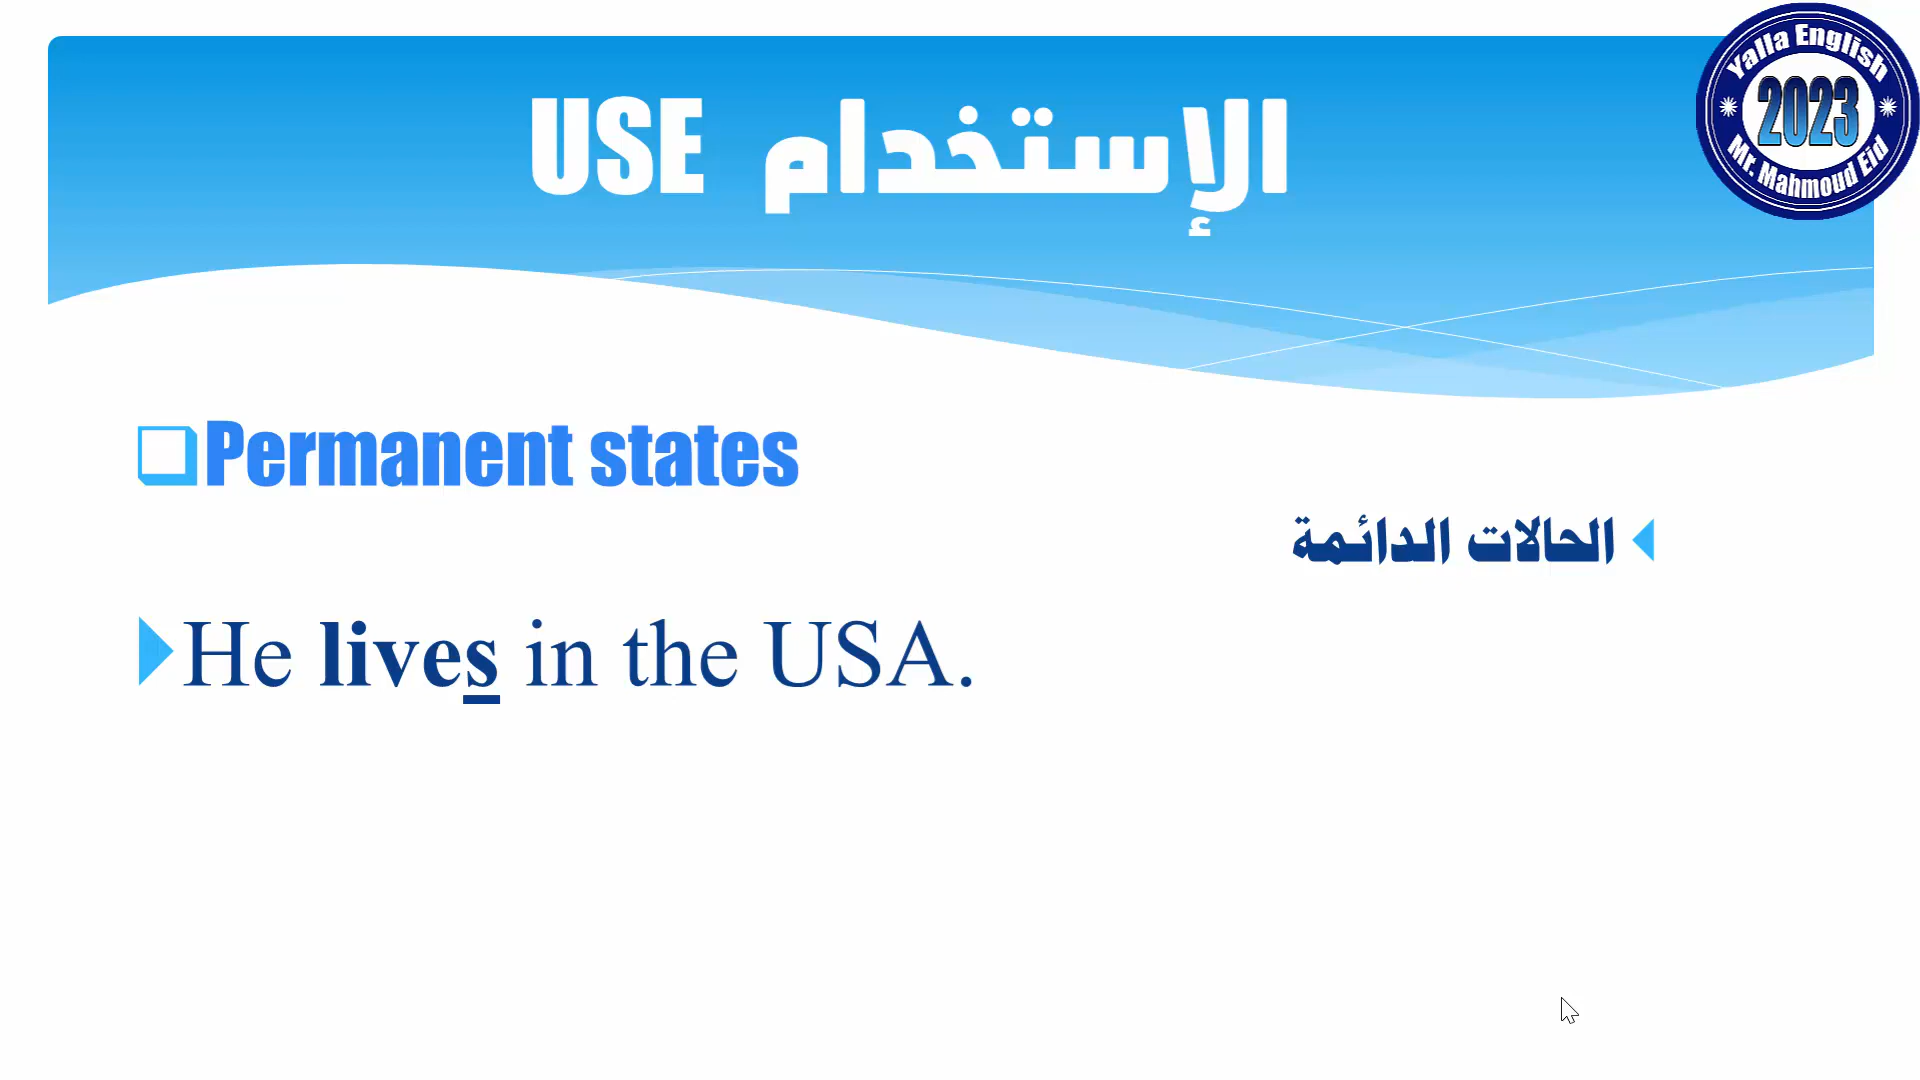 USE الإستخدام
Yalla English
2023
Mr. Mahmoud Eid
Permanent states
الحالات الدائمة
He lives in the USA.